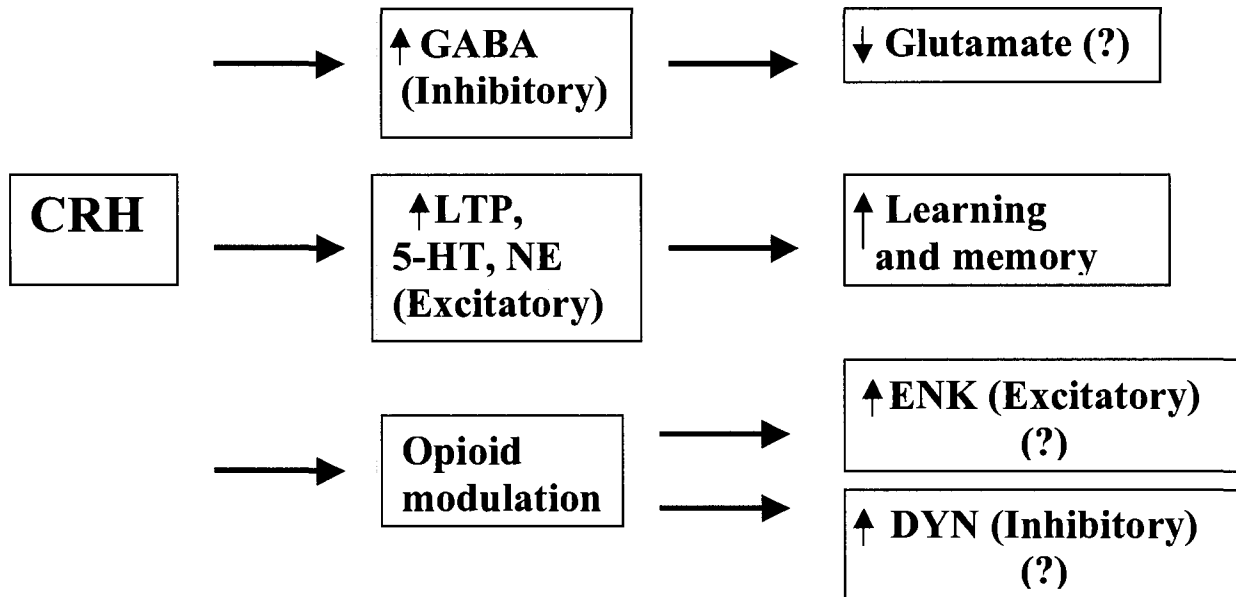 ↑ GABA
(Inhibitory)
↓ Glutamate (?)
CRH
↑LTP,
5-HT, NE
(Excitatory)
↑ Learning
and memory
Opioid
modulation
↑ENK (Excitatory)
(?)
↑ DYN (Inhibitory)
(?)